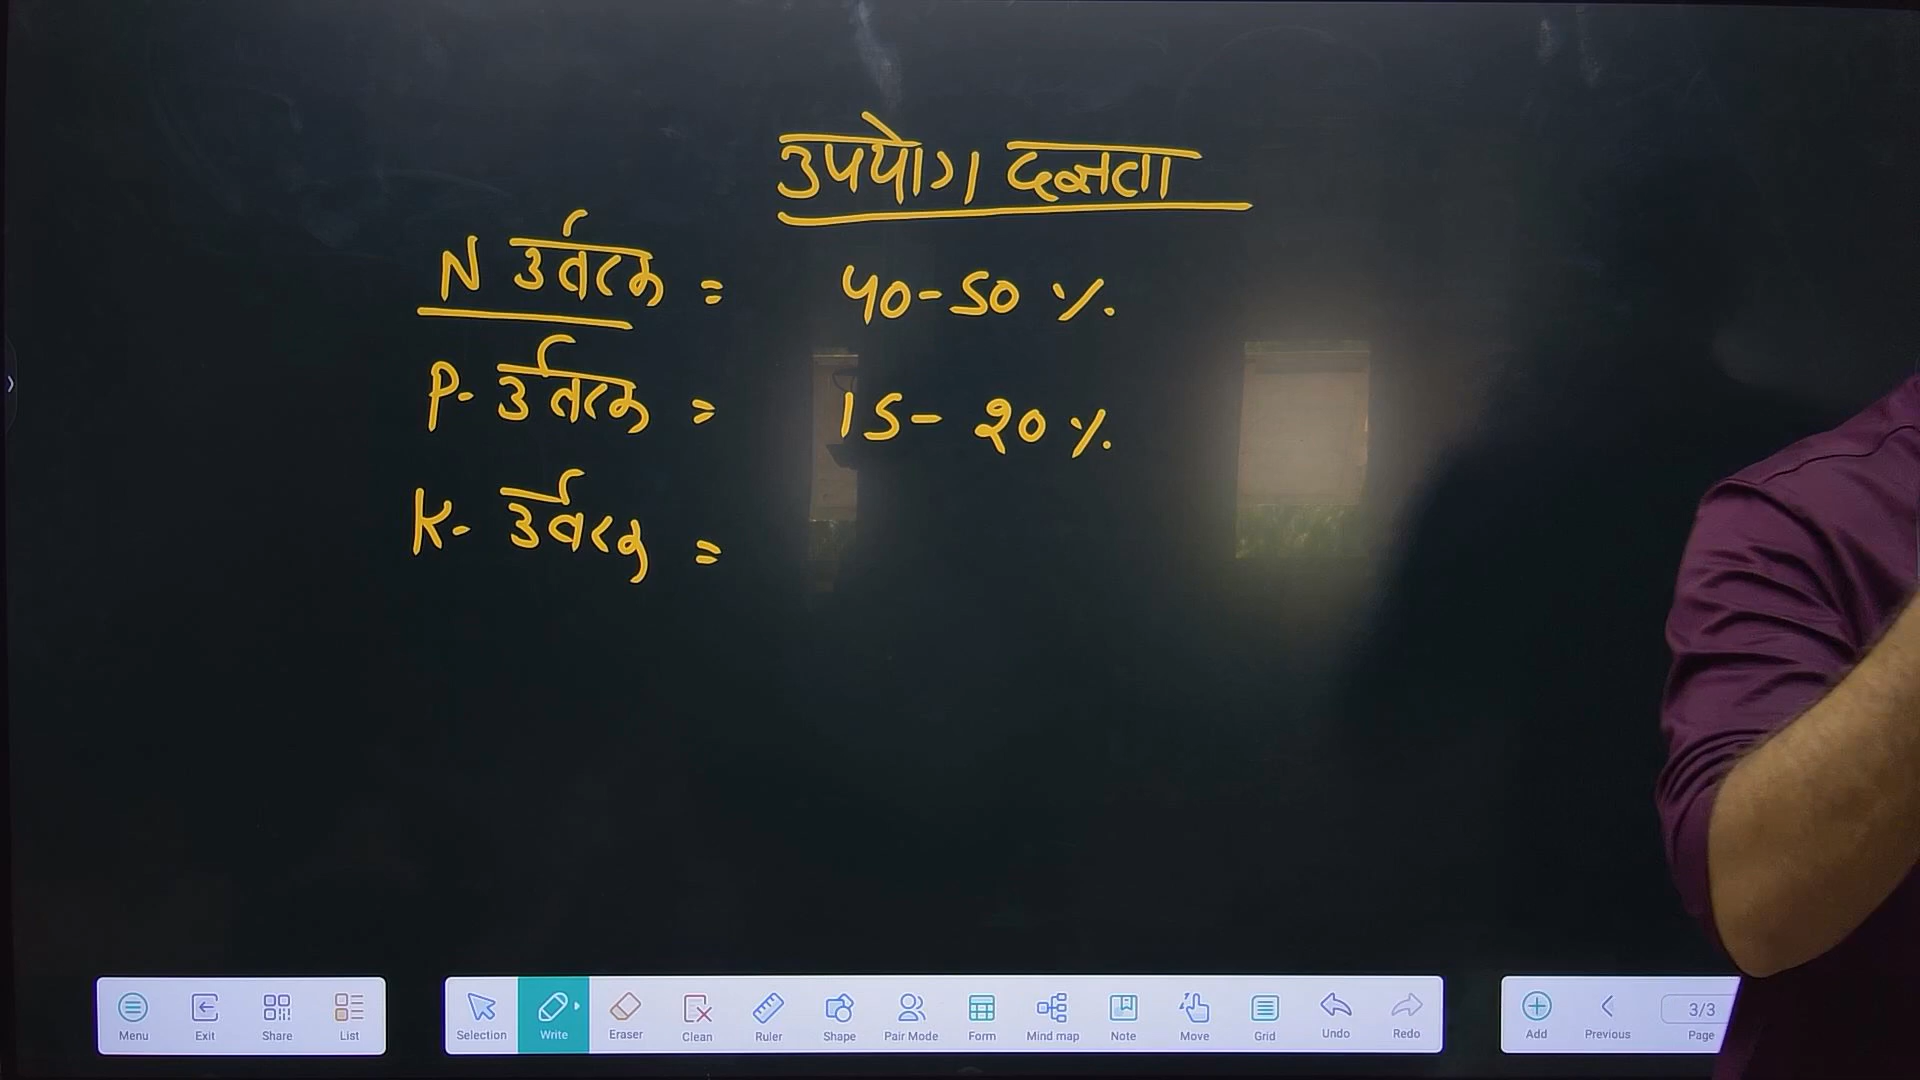 उपयोग दक्षता
N उर्वरक = 40-50 %.
P- उर्वरक = 15- 20 %.
K- उर्वरक =
Menu Exit Share List Selection Write Eraser Clean Ruler Shape Pair Mode Form Mind map Note Move Grid Undo Redo Add Previous 3/3 Page